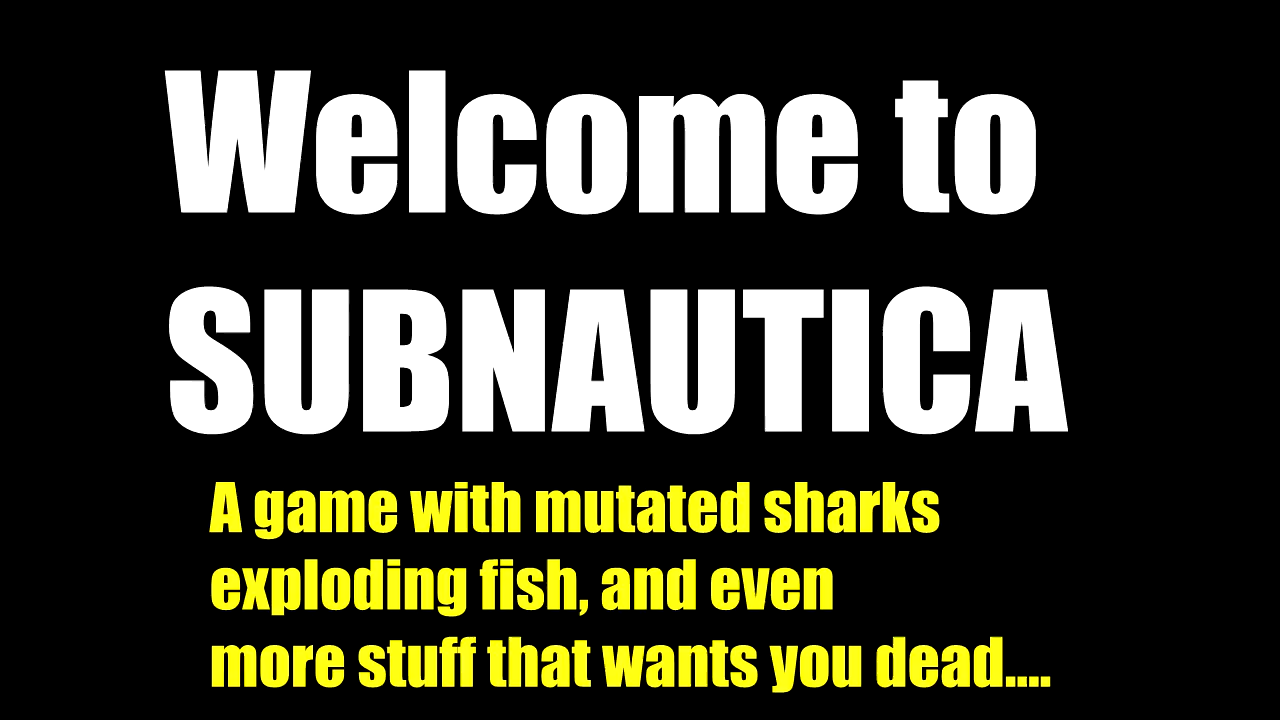 Welcome to
SUBNAUTICA
A game with mutated sharks
exploding fish, and even
more stuff that wants you dead....